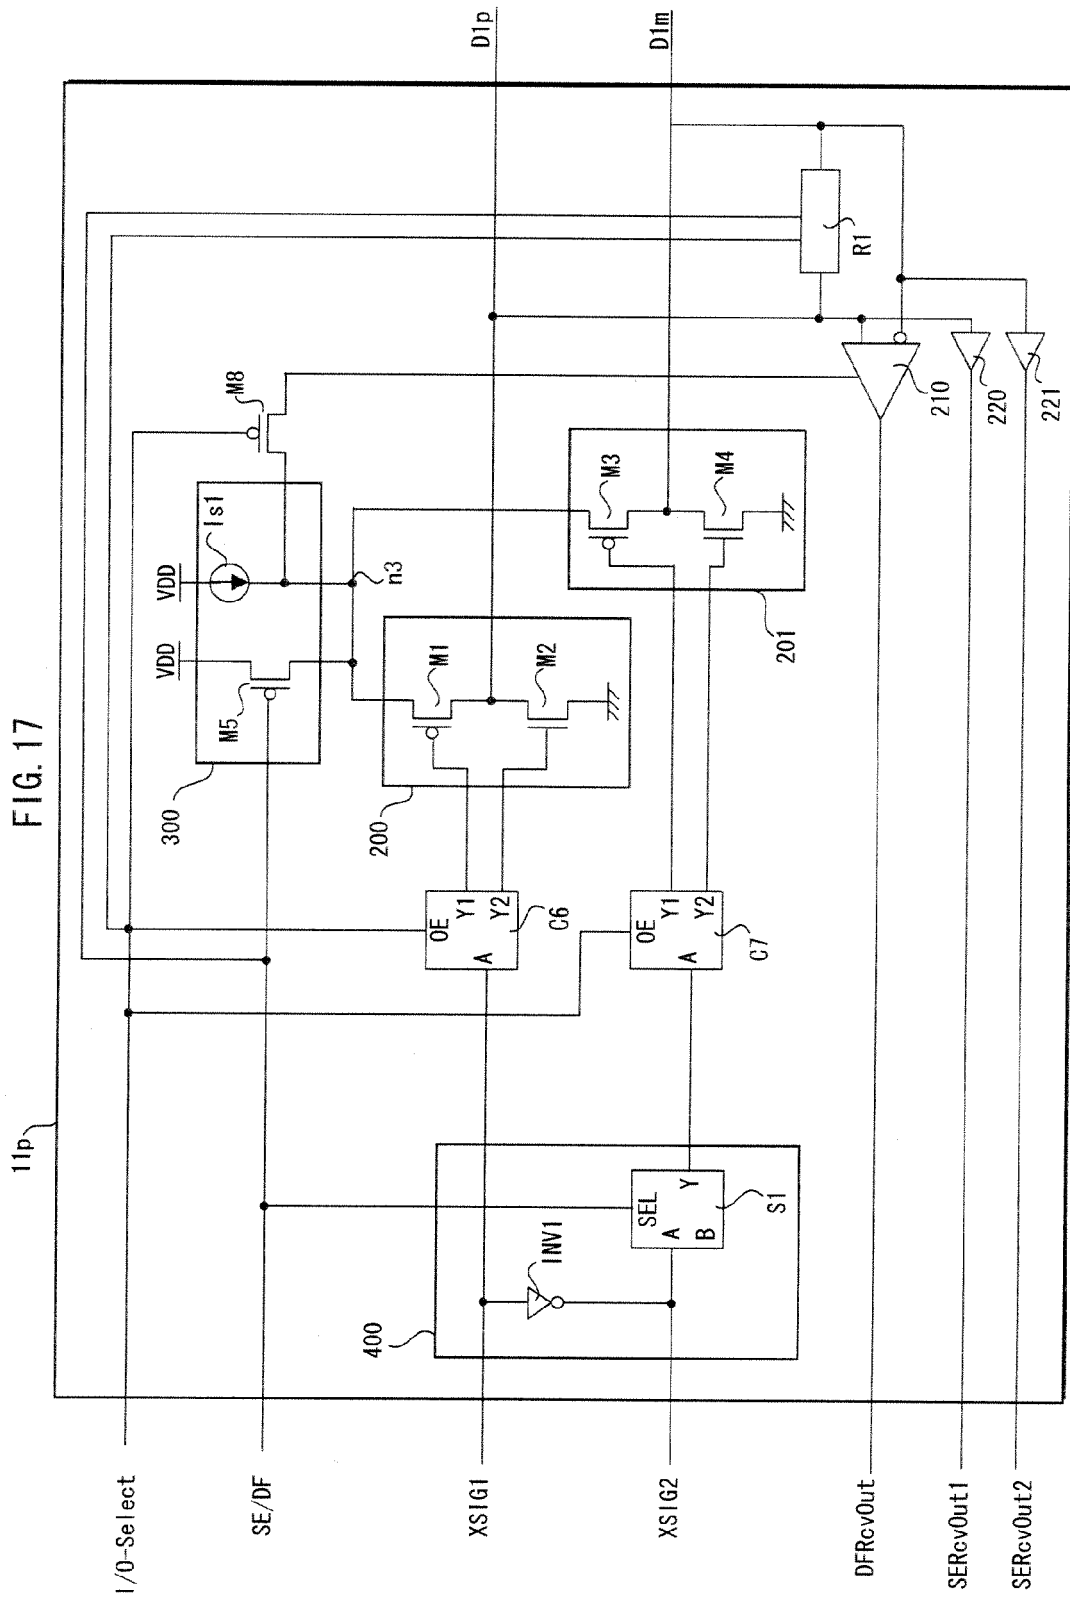 FIG. 17
11p
I/O-Select
SE/DF
XSIG1
XSIG2
DFRcvOut
SERcvOut1
SERcvOut2
400
INV1
SEL
A
B
Y
S1
OE
A
Y1
Y2
C6
OE
A
Y1
Y2
C7
300
VDD
VDD
M5
Is1
M8
n3
200
M1
M2
201
M3
M4
D1p
D1m
R1
210
220
221